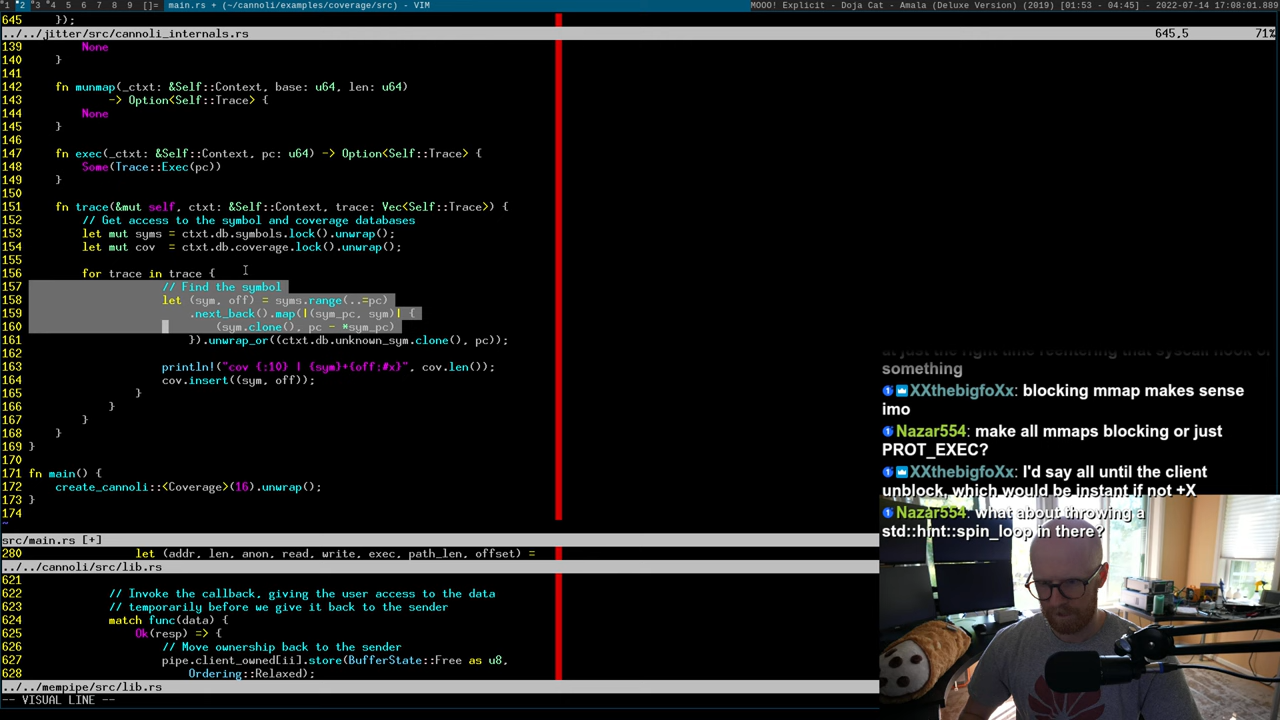 1 2 3 4 5 6 7 8 9 []= main.rs + (~/cannoli/examples/coverage/src) - VIM MOOO! Explicit - Doja Cat - Amala (Deluxe Version) (2019) [01:53 - 04:45] - 2022-07-14 17:08:01.889
645 });
../../jitter/src/cannoli_internals.rs 645,5 71%
139 None
140 }
141
142 fn munmap(_ctxt: &Self::Context, base: u64, len: u64)
143 -> Option<Self::Trace> {
144 None
145 }
146
147 fn exec(_ctxt: &Self::Context, pc: u64) -> Option<Self::Trace> {
148 Some(Trace::Exec(pc))
149 }
150
151 fn trace(&mut self, ctxt: &Self::Context, trace: Vec<Self::Trace>) {
152 // Get access to the symbol and coverage databases
153 let mut syms = ctxt.db.symbols.lock().unwrap();
154 let mut cov  = ctxt.db.coverage.lock().unwrap();
155
156 for trace in trace {
157 // Find the symbol
158 let (sym, off) = syms.range(..=pc)
159 .next_back().map(|(sym_pc, sym)| {
160 (sym.clone(), pc - *sym_pc)
161 }).unwrap_or((ctxt.db.unknown_sym.clone(), pc));
162
163 println!("cov {:10} | {sym}+{off:#x}", cov.len());
164 cov.insert((sym, off));
165 }
166 }
167 }
168 }
169 }
170
171 fn main() {
172 create_cannoli::<Coverage>(16).unwrap();
173 }
174
~
src/main.rs [+]
280 let (addr, len, anon, read, write, exec, path_len, offset) =
../../cannoli/src/lib.rs
621
622 // Invoke the callback, giving the user access to the data
623 // temporarily before we give it back to the sender
624 match func(data) {
625 Ok(resp) => {
626 // Move ownership back to the sender
627 pipe.client_owned[ii].store(BufferState::Free as u8,
628 Ordering::Relaxed);
../../mempipe/src/lib.rs
-- VISUAL LINE --
at just the right time reentering that syscall hook or
something
XXthebigfoXx: blocking mmap makes sense
imo
Nazar554: make all mmaps blocking or just
PROT_EXEC?
XXthebigfoXx: I'd say all until the client
unblock, which would be instant if not +X
Nazar554: what about throwing a
std::hint::spin_loop in there?